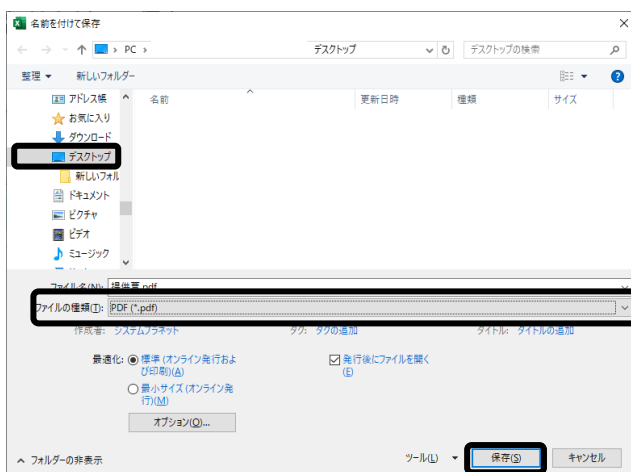 名前を付けて保存
PC
デスクトップ
デスクトップの検索
整理
新しいフォルダー
名前
更新日時
種類
サイズ
アドレス帳
お気に入り
ダウンロード
デスクトップ
新しいフォル
ドキュメント
ピクチャ
ビデオ
ミュージック
ファイル名(N): 提供票.pdf
ファイルの種類(T): PDF (*.pdf)
作成者: システムプラネット タグ: タグの追加 タイトル: タイトルの追加
最適化: 標準 (オンライン発行およ
び印刷)(A)
最小サイズ (オンライン発
行)(M)
発行後にファイルを開く
(E)
オプション(O)...
フォルダーの非表示
ツール(L) 保存(S) キャンセル